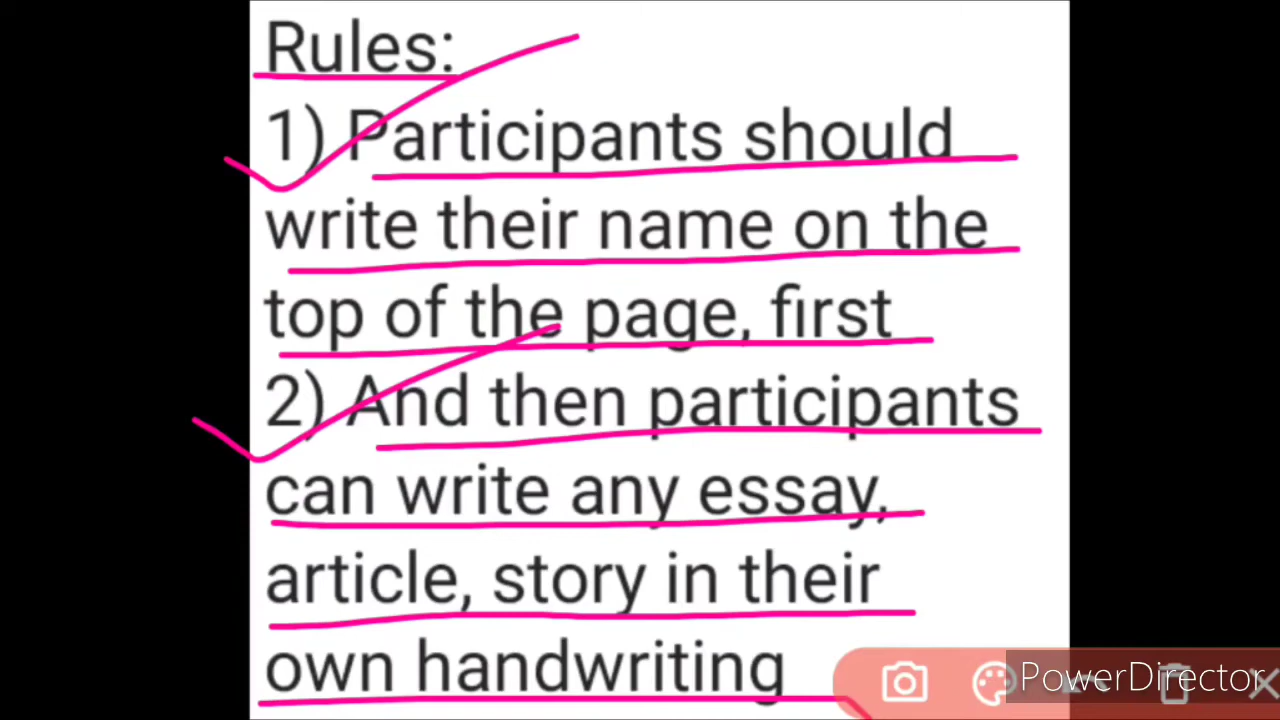 Rules:
1) Participants should
write their name on the
top of the page, first
2) And then participants
can write any essay,
article, story in their
own handwriting
PowerDirector